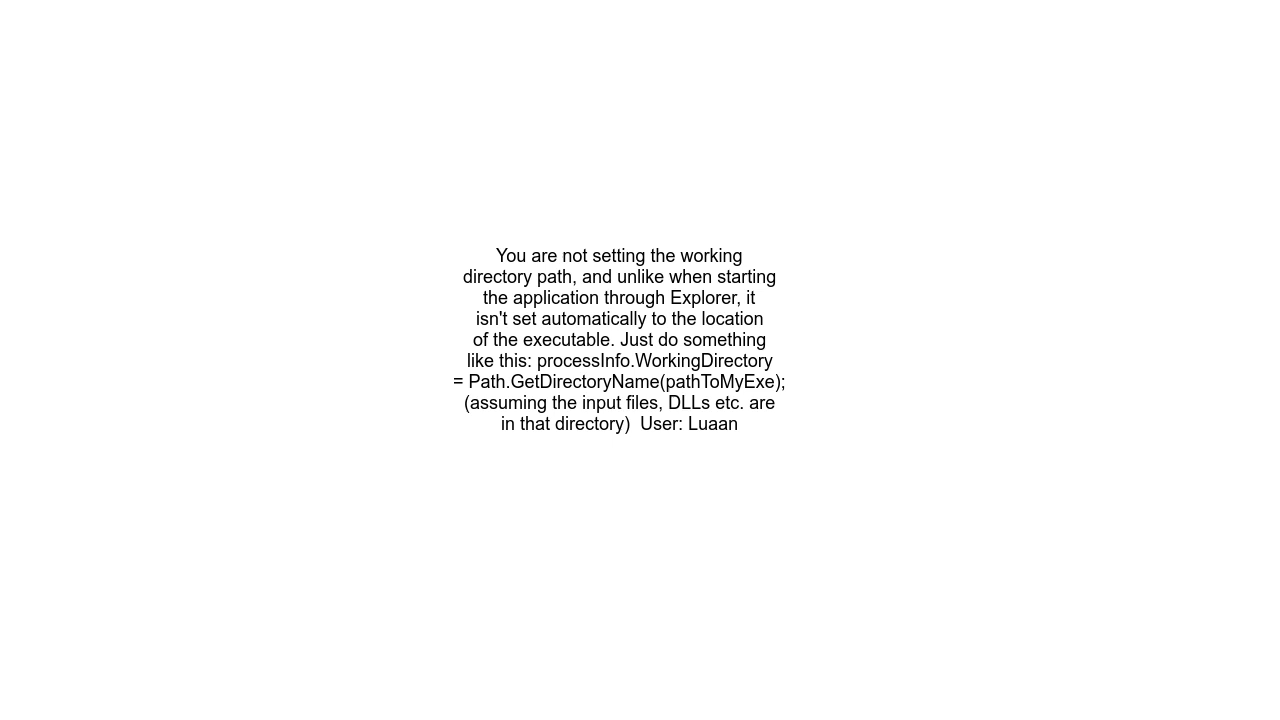 You are not setting the working
directory path, and unlike when starting
the application through Explorer, it
isn't set automatically to the location
of the executable. Just do something
like this: processInfo.WorkingDirectory
= Path.GetDirectoryName(pathToMyExe);
(assuming the input files, DLLs etc. are
in that directory)  User: Luaan